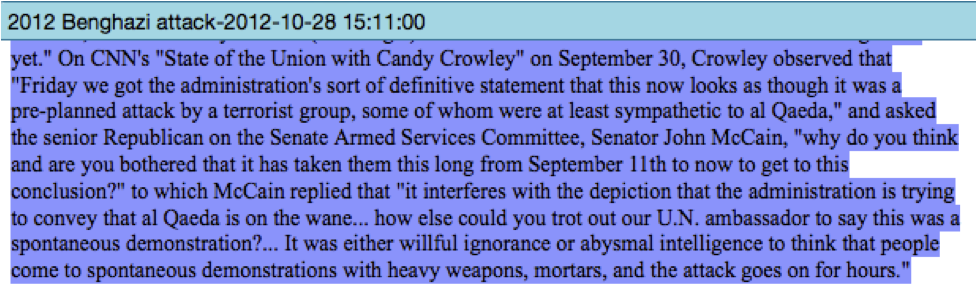 2012 Benghazi attack-2012-10-28 15:11:00
yet." On CNN's "State of the Union with Candy Crowley" on September 30, Crowley observed that
"Friday we got the administration's sort of definitive statement that this now looks as though it was a
pre-planned attack by a terrorist group, some of whom were at least sympathetic to al Qaeda," and asked
the senior Republican on the Senate Armed Services Committee, Senator John McCain, "why do you think
and are you bothered that it has taken them this long from September 11th to now to get to this
conclusion?" to which McCain replied that "it interferes with the depiction that the administration is trying
to convey that al Qaeda is on the wane... how else could you trot out our U.N. ambassador to say this was a
spontaneous demonstration?... It was either willful ignorance or abysmal intelligence to think that people
come to spontaneous demonstrations with heavy weapons, mortars, and the attack goes on for hours."